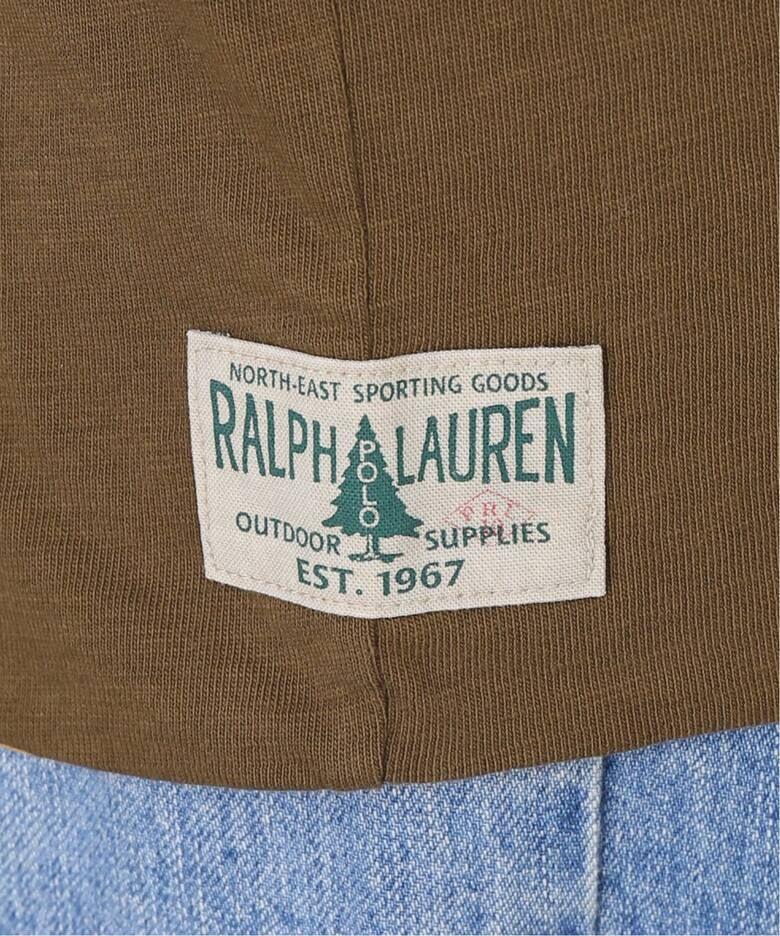 NORTH-EAST SPORTING GOODS
RALPH LAUREN
POLO
OUTDOOR SUPPLIES
EST. 1967